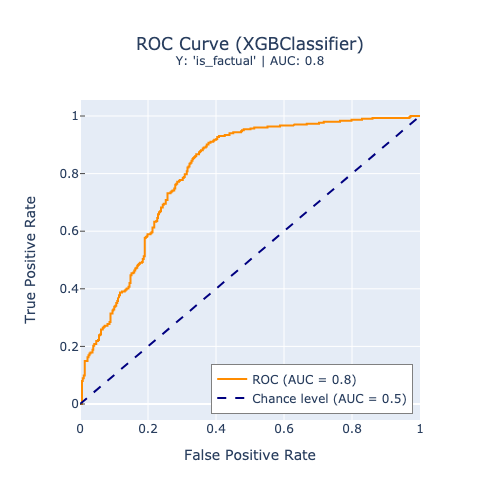 ROC Curve (XGBClassifier)
Y: 'is_factual' | AUC: 0.8
True Positive Rate
1
0.8
0.6
0.4
0.2
0
ROC (AUC = 0.8)
Chance level (AUC = 0.5)
0 0.2 0.4 0.6 0.8 1
False Positive Rate